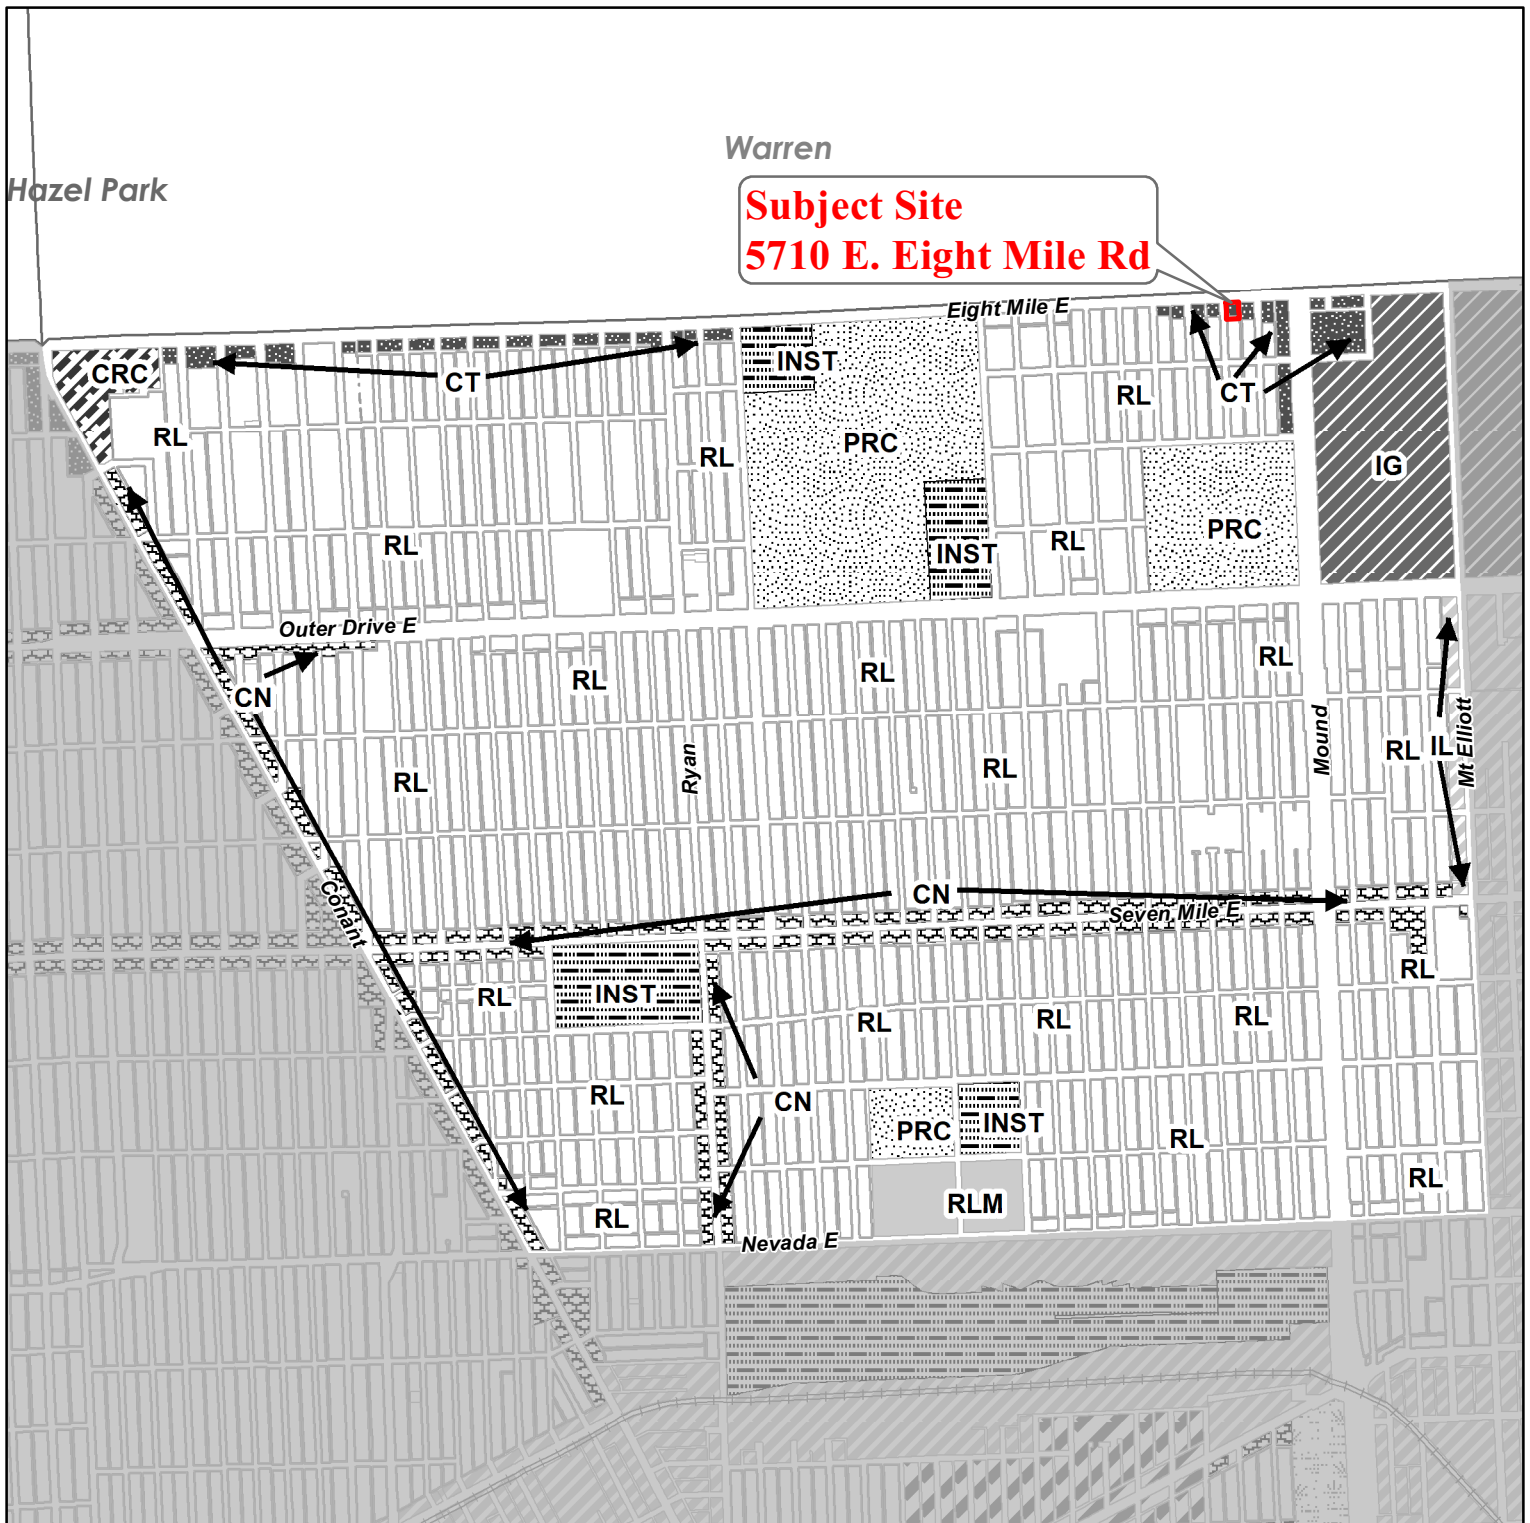 Warren
Hazel Park
Subject Site
5710 E. Eight Mile Rd
Eight Mile E
CRC
INST
CT
RL
CT
RL
PRC
RL
IG
RL
INST
RL
PRC
Outer Drive E
RL
RL
RL
CN
Ryan
Mound
Mt Elliott
RL
RL
RL
IL
CN
Seven Mile E
Conant
RL
INST
RL
RL
RL
RL
RL
CN
PRC
INST
RL
RL
RLM
RL
Nevada E